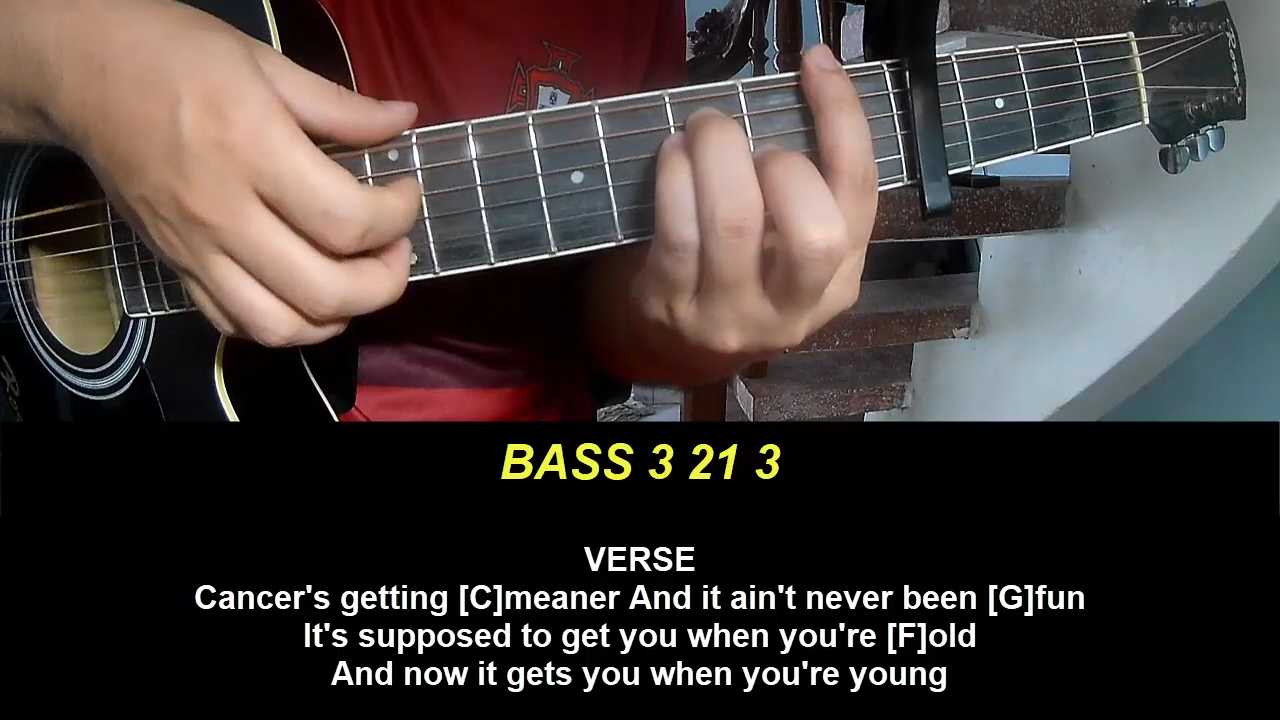 BASS 3 21 3
VERSE
Cancer's getting [C]meaner And it ain't never been [G]fun
It's supposed to get you when you're [F]old
And now it gets you when you're young